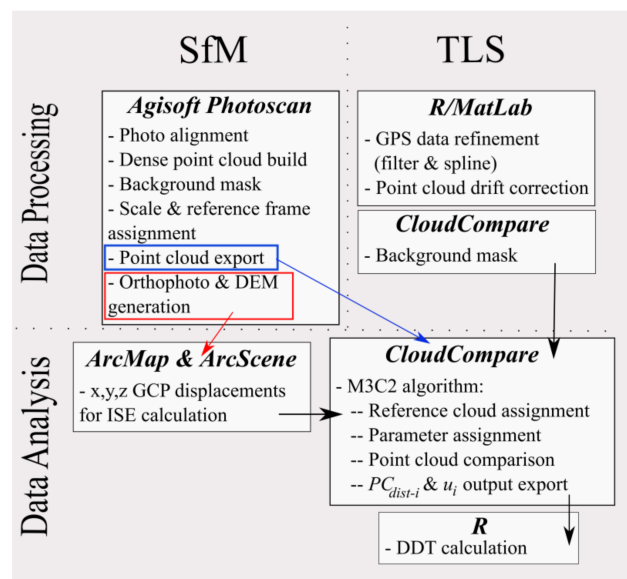 SfM
TLS
Data Processing
Agisoft Photoscan
- Photo alignment
- Dense point cloud build
- Background mask
- Scale & reference frame
assignment
- Point cloud export
- Orthophoto & DEM
generation
R/MatLab
- GPS data refinement
(filter & spline)
- Point cloud drift correction
CloudCompare
- Background mask
Data Analysis
ArcMap & ArcScene
- x,y,z GCP displacements
for ISE calculation
CloudCompare
- M3C2 algorithm:
-- Reference cloud assignment
-- Parameter assignment
-- Point cloud comparison
-- PCdist-i & ui output export
R
- DDT calculation